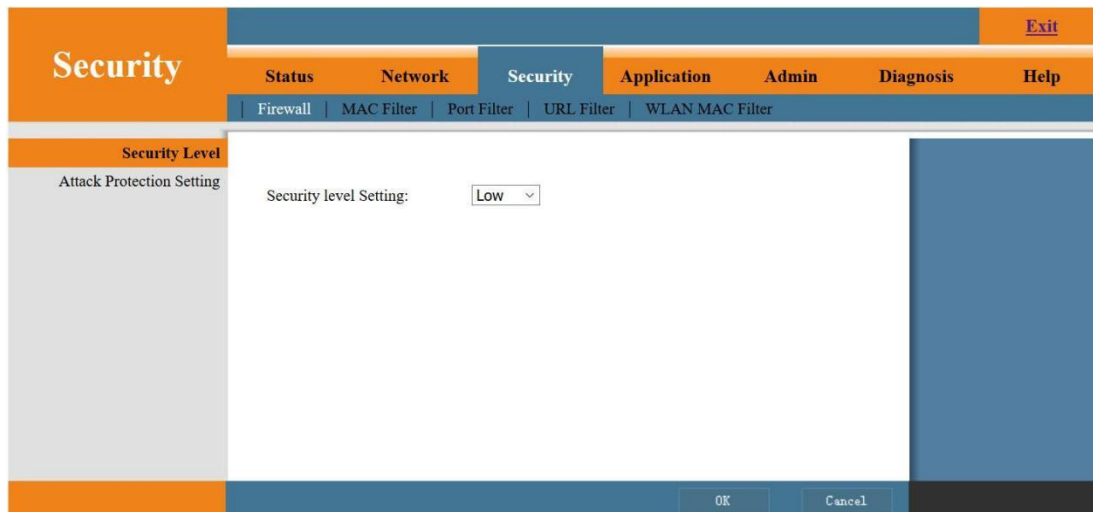 Exit
Security
Status Network Security Application Admin Diagnosis Help
| Firewall | MAC Filter | Port Filter | URL Filter | WLAN MAC Filter
Security Level
Attack Protection Setting
Security level Setting: Low
OK Cancel